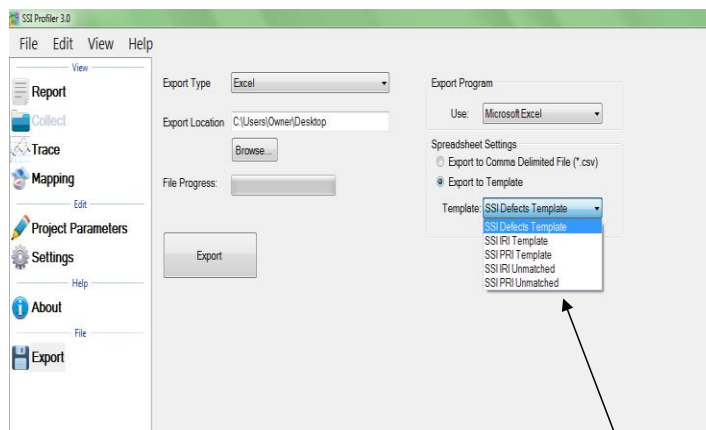 SSI Profiler 3.0
File Edit View Help
View
Report
Collect
Trace
Mapping
Edit
Project Parameters
Settings
Help
About
File
Export
Export Type Excel
Export Location C:\Users\Owner\Desktop
Browse...
File Progress:
Export
Export Program
Use: Microsoft Excel
Spreadsheet Settings
Export to Comma Delimited File (*.csv)
Export to Template
Template: SSI Defects Template
SSI Defects Template
SSI IRI Template
SSI PRI Template
SSI IRI Unmatched
SSI PRI Unmatched